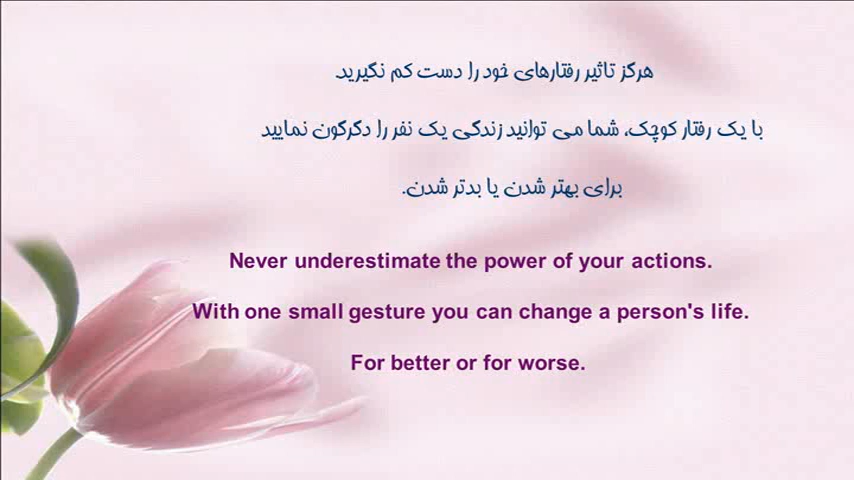 هرگز تاثیر رفتارهای خود را دست کم نگیرید
با یک رفتار کوچک، شما می توانید زندگی یک نفر را دگرگون نمایید
برای بهتر شدن یا بدتر شدن.
Never underestimate the power of your actions.
With one small gesture you can change a person's life.
For better or for worse.